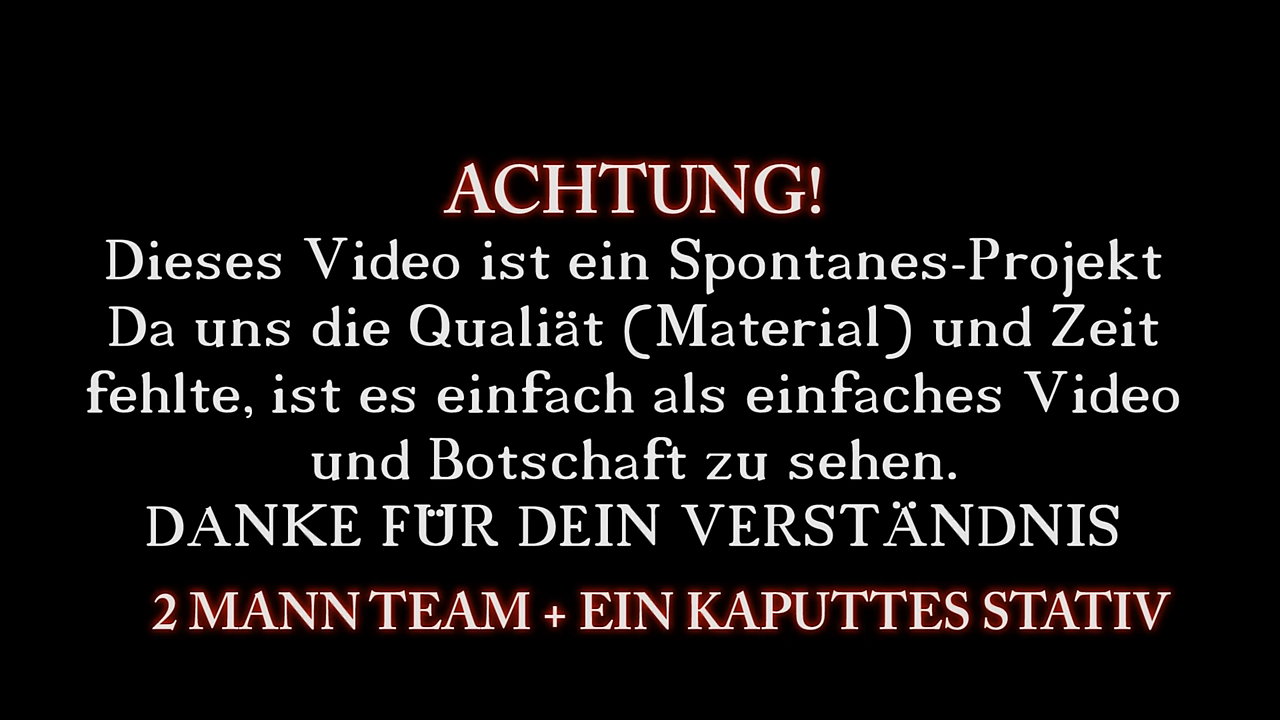 ACHTUNG!
Dieses Video ist ein Spontanes-Projekt
Da uns die Qualiät (Material) und Zeit
fehlte, ist es einfach als einfaches Video
und Botschaft zu sehen.
DANKE FÜR DEIN VERSTÄNDNIS
2 MANN TEAM + EIN KAPUTTES STATIV